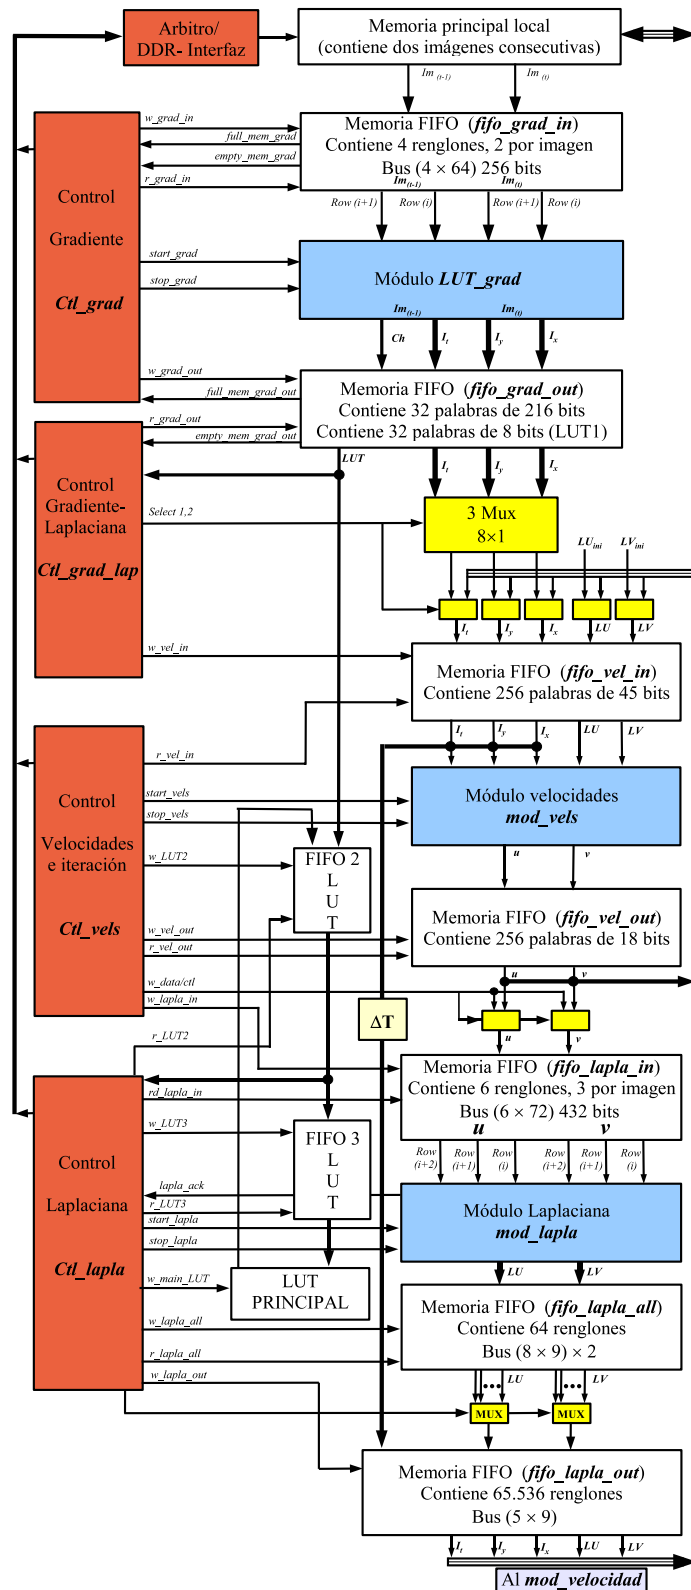 Arbitro/
DDR- Interfaz
Memoria principal local
(contiene dos imágenes consecutivas)
Im (t-1)
Im (t)
Control
Gradiente
Ctl_grad
w_grad_in
full_mem_grad
empty_mem_grad
r_grad_in
Memoria FIFO (fifo_grad_in)
Contiene 4 renglones, 2 por imagen
Bus (4 × 64) 256 bits
Im(t-1)
Im(t)
Row (i+1)
Row (i)
Row (i+1)
Row (i)
start_grad
stop_grad
Módulo LUT_grad
Im(t-1)
Im(t)
Ch
It
Iy
Ix
w_grad_out
full_mem_grad_out
Memoria FIFO (fifo_grad_out)
Contiene 32 palabras de 216 bits
Contiene 32 palabras de 8 bits (LUT1)
r_grad_out
empty_mem_grad_out
LUT
It
Iy
Ix
Control
Gradiente-
Laplaciana
Ctl_grad_lap
Select 1,2
3 Mux
8×1
LUini
LVini
It
Iy
Ix
LU
LV
w_vel_in
Memoria FIFO (fifo_vel_in)
Contiene 256 palabras de 45 bits
It
Iy
Ix
LU
LV
r_vel_in
Control
Velocidades
e iteración
Ctl_vels
start_vels
stop_vels
Módulo velocidades
mod_vels
u
v
w_LUT2
FIFO 2
L
U
T
w_vel_out
r_vel_out
Memoria FIFO (fifo_vel_out)
Contiene 256 palabras de 18 bits
u
v
w_data/ctl
w_lapla_in
ΔT
u
v
r_LUT2
Memoria FIFO (fifo_lapla_in)
Contiene 6 renglones, 3 por imagen
Bus (6 × 72) 432 bits
u
v
Row (i+2)
Row (i+1)
Row (i)
Row (i+2)
Row (i+1)
Row (i)
Control
Laplaciana
Ctl_lapla
rd_lapla_in
w_LUT3
FIFO 3
L
U
T
lapla_ack
r_LUT3
start_lapla
stop_lapla
Módulo Laplaciana
mod_lapla
LU
LV
w_main_LUT
LUT
PRINCIPAL
w_lapla_all
r_lapla_all
w_lapla_out
Memoria FIFO (fifo_lapla_all)
Contiene 64 renglones
Bus (8 × 9) × 2
LU
LV
MUX
MUX
Memoria FIFO (fifo_lapla_out)
Contiene 65.536 renglones
Bus (5 × 9)
It
Iy
Ix
LU
LV
Al mod_velocidad